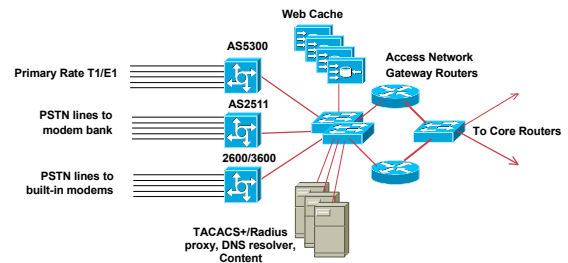 Web Cache
AS5300
Access Network
Gateway Routers
Primary Rate T1/E1
AS2511
PSTN lines to
modem bank
To Core Routers
2600/3600
PSTN lines to
built-in modems
TACACS+/Radius
proxy, DNS resolver,
Content